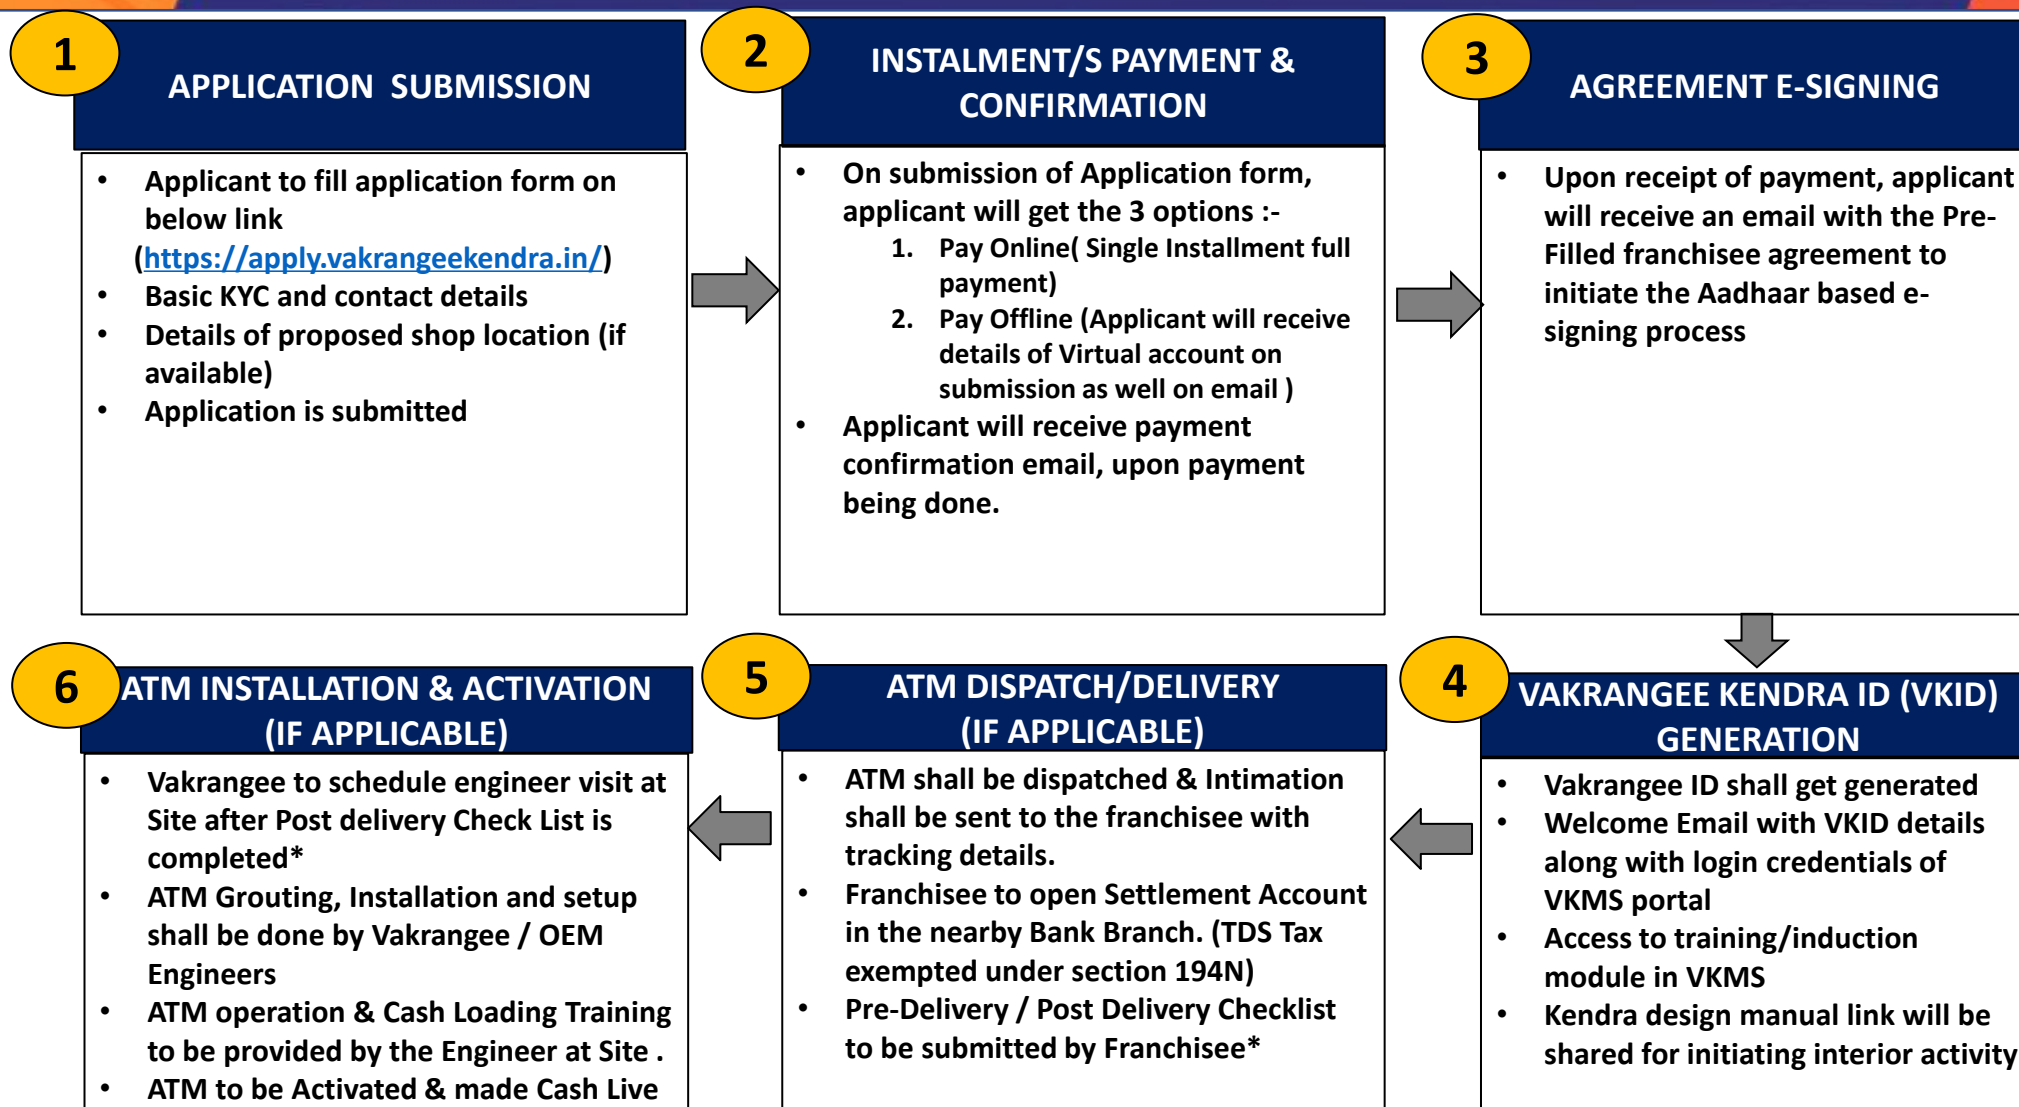 1
APPLICATION  SUBMISSION
• Applicant to fill application form on
below link
(https://apply.vakrangeekendra.in/)
• Basic KYC and contact details
• Details of proposed shop location (if
available)
• Application is submitted
2
INSTALMENT/S PAYMENT &
CONFIRMATION
• On submission of Application form,
applicant will get the 3 options :-
1. Pay Online( Single Installment full
payment)
2. Pay Offline (Applicant will receive
details of Virtual account on
submission as well on email )
• Applicant will receive payment
confirmation email, upon payment
being done.
3
AGREEMENT E-SIGNING
• Upon receipt of payment, applicant
will receive an email with the Pre-
Filled franchisee agreement to
initiate the Aadhaar based e-
signing process
4
VAKRANGEE KENDRA ID (VKID)
GENERATION
• Vakrangee ID shall get generated
• Welcome Email with VKID details
along with login credentials of
VKMS portal
• Access to training/induction
module in VKMS
• Kendra design manual link will be
shared for initiating interior activity
5
ATM DISPATCH/DELIVERY
(IF APPLICABLE)
• ATM shall be dispatched & Intimation
shall be sent to the franchisee with
tracking details.
• Franchisee to open Settlement Account
in the nearby Bank Branch. (TDS Tax
exempted under section 194N)
• Pre-Delivery / Post Delivery Checklist
to be submitted by Franchisee*
6
ATM INSTALLATION & ACTIVATION
(IF APPLICABLE)
• Vakrangee to schedule engineer visit at
Site after Post delivery Check List is
completed*
• ATM Grouting, Installation and setup
shall be done by Vakrangee / OEM
Engineers
• ATM operation & Cash Loading Training
to be provided by the Engineer at Site .
• ATM to be Activated & made Cash Live